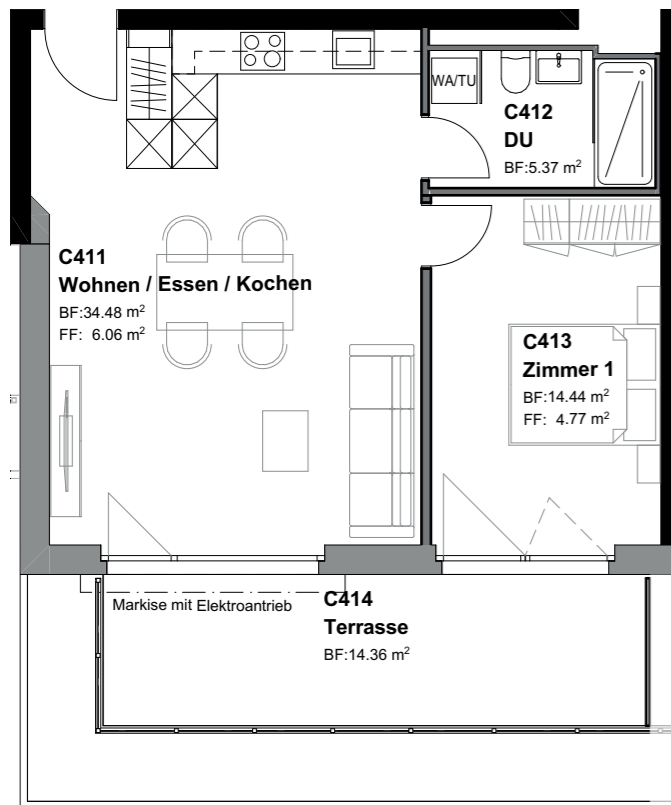 WA/TU
C412
DU
BF:5.37 m²
C411
Wohnen / Essen / Kochen
BF:34.48 m²
FF: 6.06 m²
C413
Zimmer 1
BF:14.44 m²
FF: 4.77 m²
Markise mit Elektroantrieb
C414
Terrasse
BF:14.36 m²